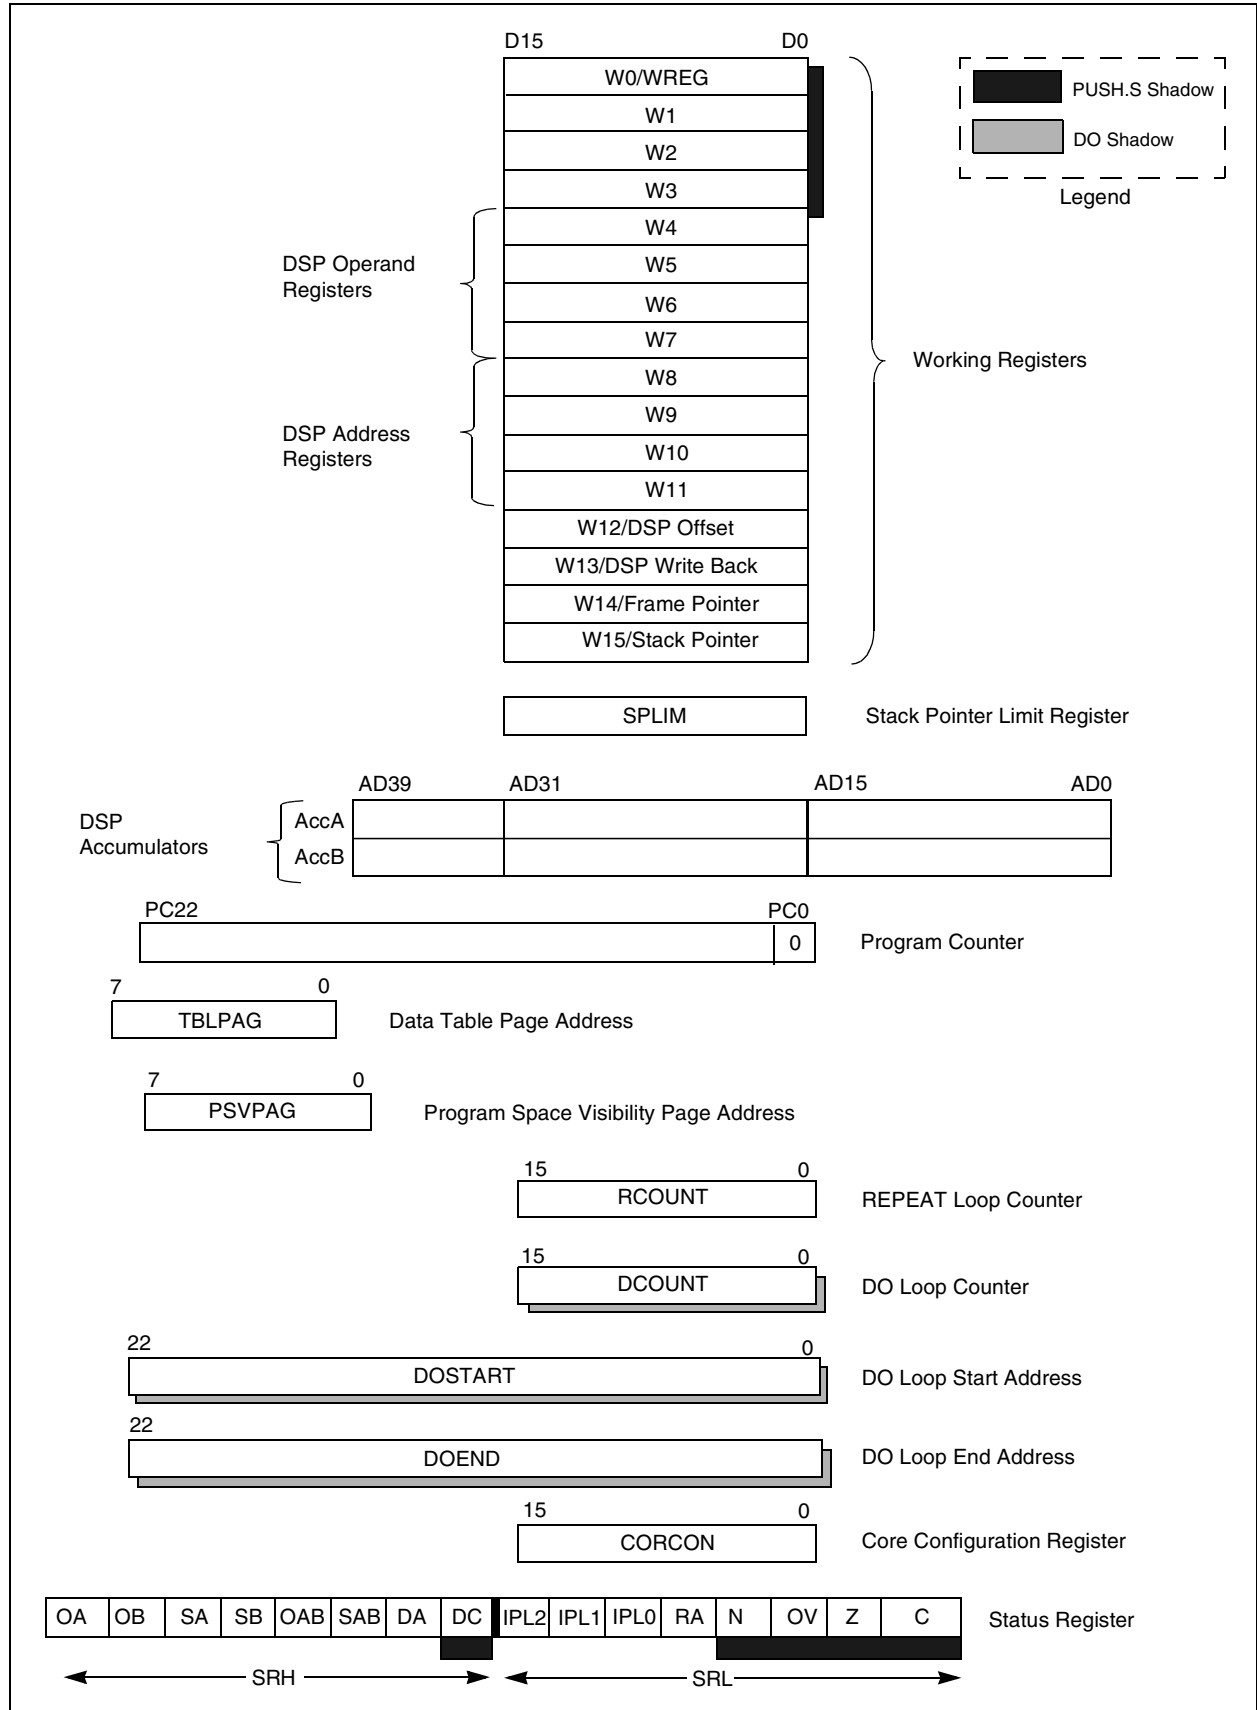 D15 D0
W0/WREG
W1
W2
W3
W4
W5
W6
W7
W8
W9
W10
W11
W12/DSP Offset
W13/DSP Write Back
W14/Frame Pointer
W15/Stack Pointer
PUSH.S Shadow
DO Shadow
Legend
DSP Operand
Registers
DSP Address
Registers
Working Registers
SPLIM
Stack Pointer Limit Register
AD39 AD31 AD15 AD0
DSP
Accumulators
AccA
AccB
PC22 PC0
0
Program Counter
7 0
TBLPAG
Data Table Page Address
7 0
PSVPAG
Program Space Visibility Page Address
15 0
RCOUNT
REPEAT Loop Counter
15 0
DCOUNT
DO Loop Counter
22 0
DOSTART
DO Loop Start Address
22
DOEND
DO Loop End Address
15 0
CORCON
Core Configuration Register
OA OB SA SB OAB SAB DA DC IPL2 IPL1 IPL0 RA N OV Z C
Status Register
SRH SRL